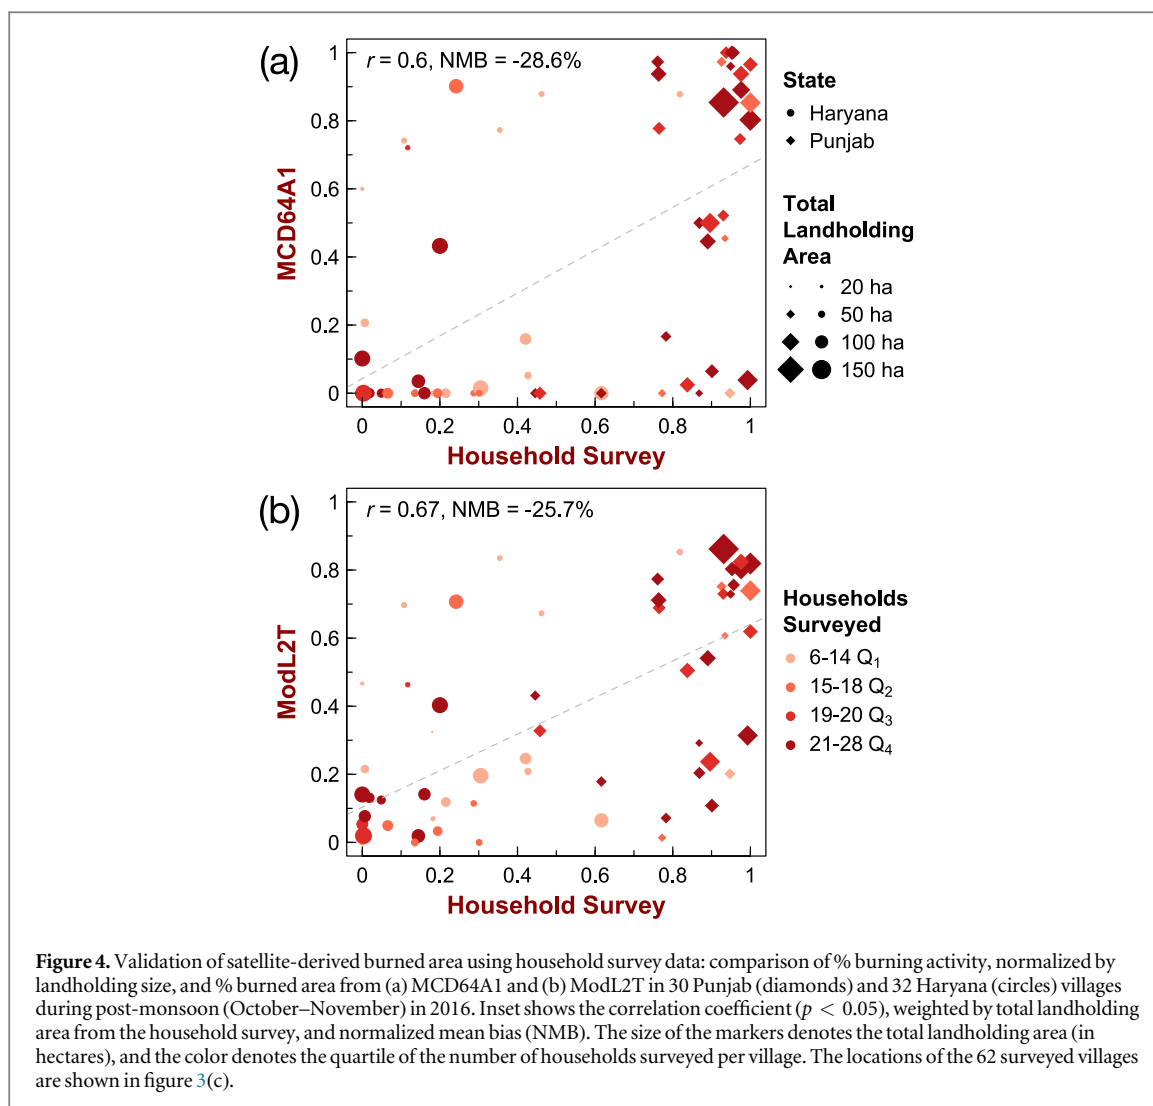 (a)
r = 0.6, NMB = -28.6%
1
0.8
0.6
0.4
0.2
0
MCD64A1
0 0.2 0.4 0.6 0.8 1
Household Survey
State
Haryana
Punjab
Total
Landholding
Area
20 ha
50 ha
100 ha
150 ha
(b)
r = 0.67, NMB = -25.7%
1
0.8
0.6
0.4
0.2
0
ModL2T
0 0.2 0.4 0.6 0.8 1
Household Survey
Households
Surveyed
6-14 Q1
15-18 Q2
19-20 Q3
21-28 Q4
Figure 4. Validation of satellite-derived burned area using household survey data: comparison of % burning activity, normalized by
landholding size, and % burned area from (a) MCD64A1 and (b) ModL2T in 30 Punjab (diamonds) and 32 Haryana (circles) villages
during post-monsoon (October–November) in 2016. Inset shows the correlation coefficient (p < 0.05), weighted by total landholding
area from the household survey, and normalized mean bias (NMB). The size of the markers denotes the total landholding area (in
hectares), and the color denotes the quartile of the number of households surveyed per village. The locations of the 62 surveyed villages
are shown in figure 3(c).